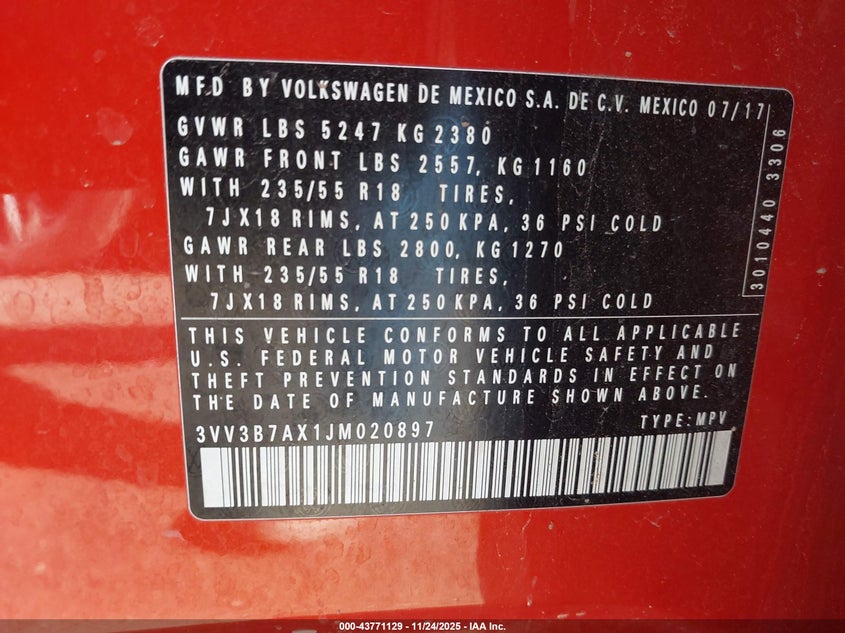 MFD BY VOLKSWAGEN DE MEXICO S.A. DE C.V. MEXICO 07/17
GVWR LBS 5247 KG 2380
GAWR FRONT LBS 2557, KG 1160
WITH 235/55 R18 TIRES,
7JX18 RIMS, AT 250 KPA, 36 PSI COLD
GAWR REAR LBS 2800, KG 1270
WITH 235/55 R18 TIRES,
7JX18 RIMS, AT 250 KPA, 36 PSI COLD
3010440 3306
THIS VEHICLE CONFORMS TO ALL APPLICABLE
U.S. FEDERAL MOTOR VEHICLE SAFETY AND
THEFT PREVENTION STANDARDS IN EFFECT ON
THE DATE OF MANUFACTURE SHOWN ABOVE.
3VV3B7AX1JM020897 TYPE:MPV
000-43771129 - 11/24/2025 - IAA Inc.